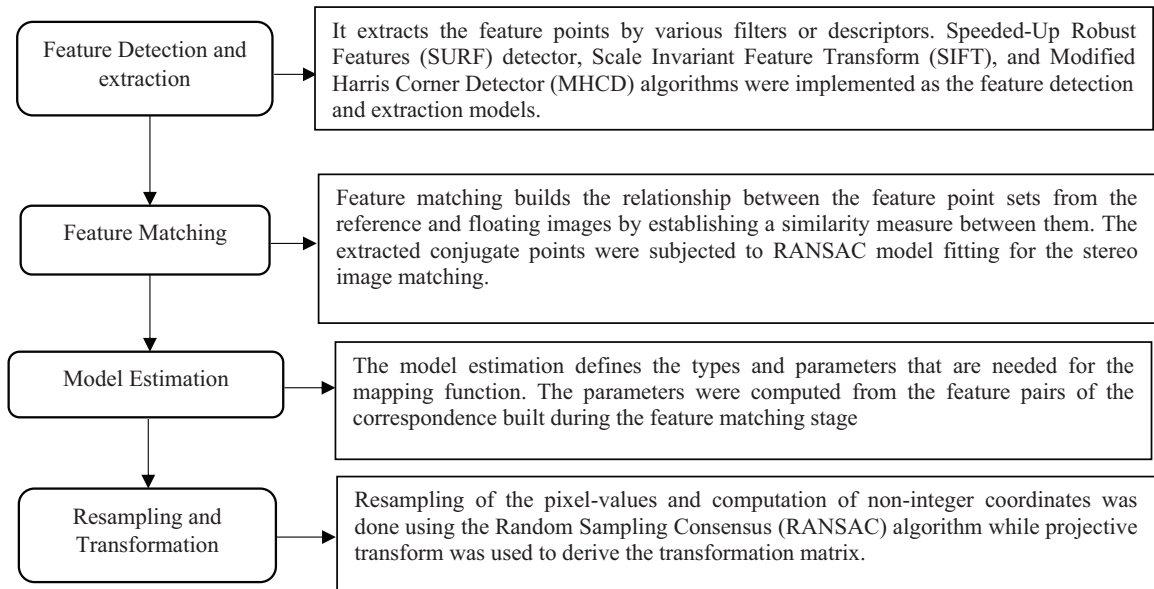 Feature Detection and
extraction
It extracts the feature points by various filters or descriptors. Speeded-Up Robust
Features (SURF) detector, Scale Invariant Feature Transform (SIFT), and Modified
Harris Corner Detector (MHCD) algorithms were implemented as the feature detection
and extraction models.
Feature Matching
Feature matching builds the relationship between the feature point sets from the
reference and floating images by establishing a similarity measure between them. The
extracted conjugate points were subjected to RANSAC model fitting for the stereo
image matching.
Model Estimation
The model estimation defines the types and parameters that are needed for the
mapping function. The parameters were computed from the feature pairs of the
correspondence built during the feature matching stage
Resampling and
Transformation
Resampling of the pixel-values and computation of non-integer coordinates was
done using the Random Sampling Consensus (RANSAC) algorithm while projective
transform was used to derive the transformation matrix.